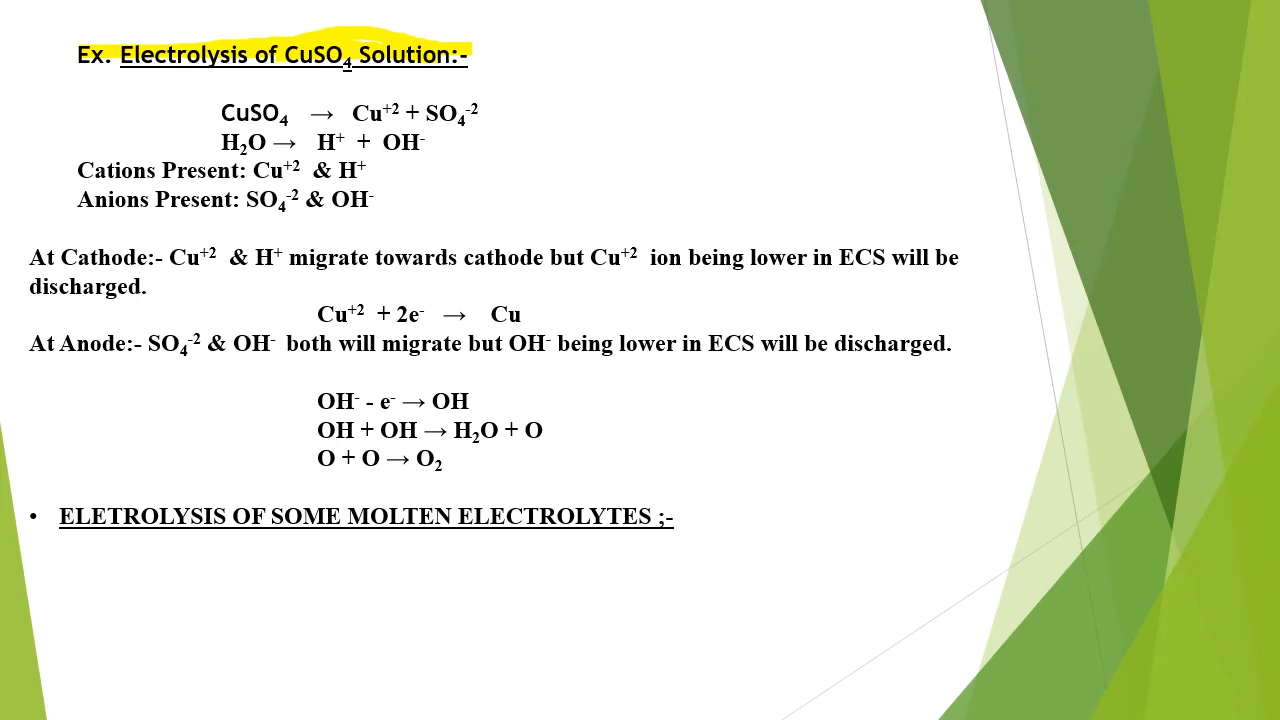 Ex. Electrolysis of CuSO₄ Solution:-
CuSO₄ → Cu⁺² + SO₄⁻²
H₂O → H⁺ + OH⁻
Cations Present: Cu⁺² & H⁺
Anions Present: SO₄⁻² & OH⁻
At Cathode:- Cu⁺² & H⁺ migrate towards cathode but Cu⁺² ion being lower in ECS will be
discharged.
Cu⁺² + 2e⁻ → Cu
At Anode:- SO₄⁻² & OH⁻ both will migrate but OH⁻ being lower in ECS will be discharged.
OH⁻ - e⁻ → OH
OH + OH → H₂O + O
O + O → O₂
• ELETROLYSIS OF SOME MOLTEN ELECTROLYTES ;-